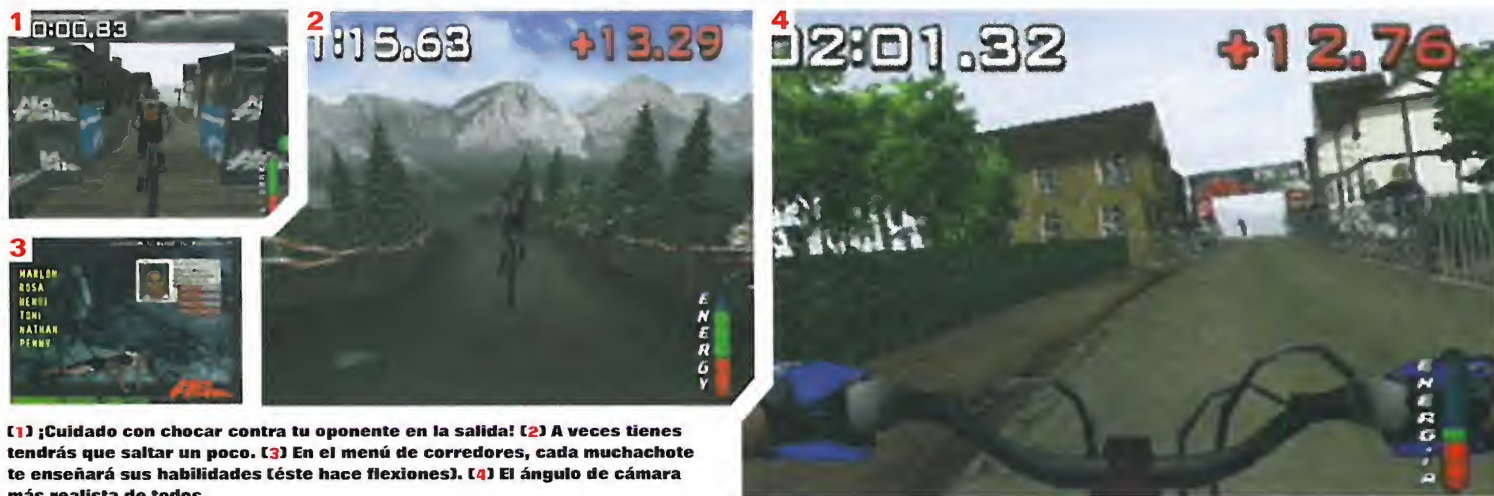 1
0:00.83
2
1:15.63 +13.29
ENERGY
3
MARLON
ROSA
HENRI
TONI
NATHAN
PENNY
4
02:01.32 +12.76
ENERGIA
(1) ¡Cuidado con chocar contra tu oponente en la salida! (2) A veces tienes
tendrás que saltar un poco. (3) En el menú de corredores, cada muchachote
te enseñará sus habilidades (éste hace flexiones). (4) El ángulo de cámara
más realista de todos.